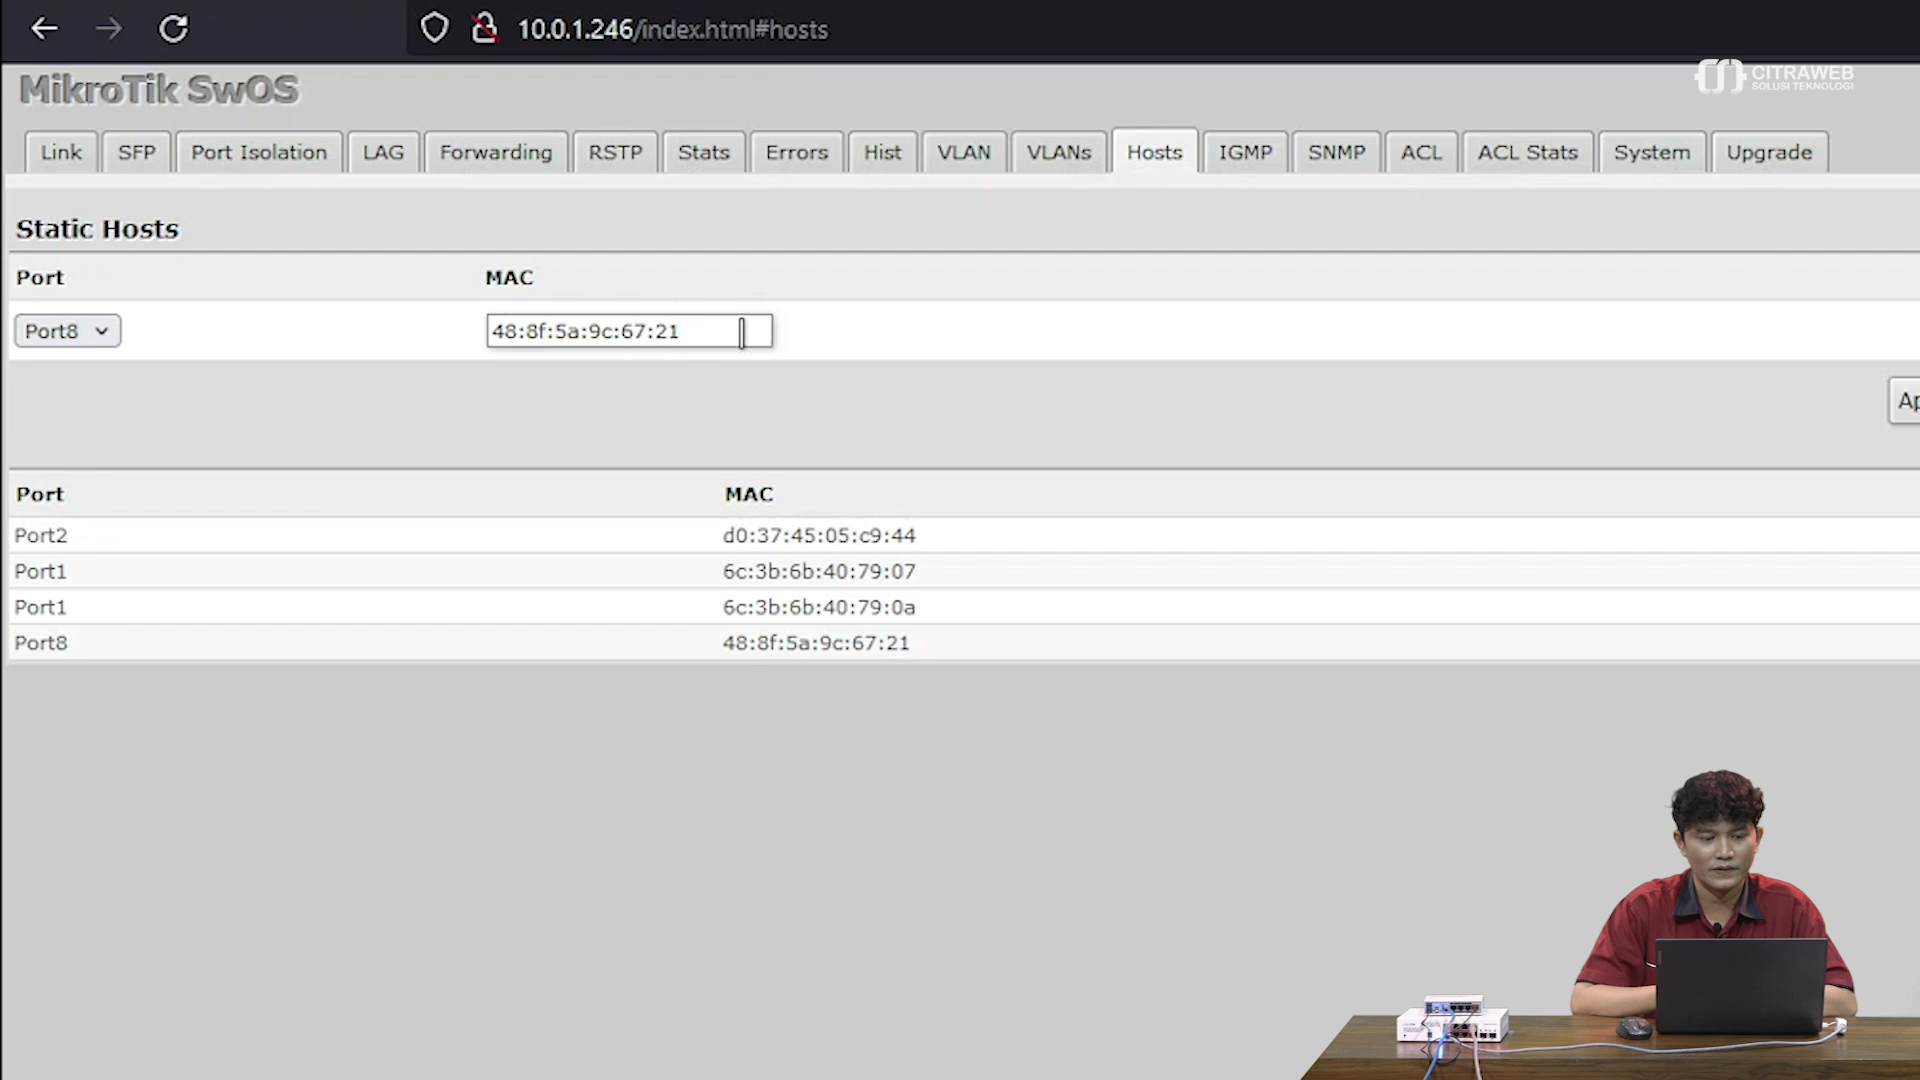 10.0.1.246/index.html#hosts
MikroTik SwOS
CITRAWEB
SOLUSI TEKNOLOGI
Link SFP Port Isolation LAG Forwarding RSTP Stats Errors Hist VLAN VLANs Hosts IGMP SNMP ACL ACL Stats System Upgrade
Static Hosts
Port MAC
Port8 48:8f:5a:9c:67:21
Ap
Port MAC
Port2 d0:37:45:05:c9:44
Port1 6c:3b:6b:40:79:07
Port1 6c:3b:6b:40:79:0a
Port8 48:8f:5a:9c:67:21